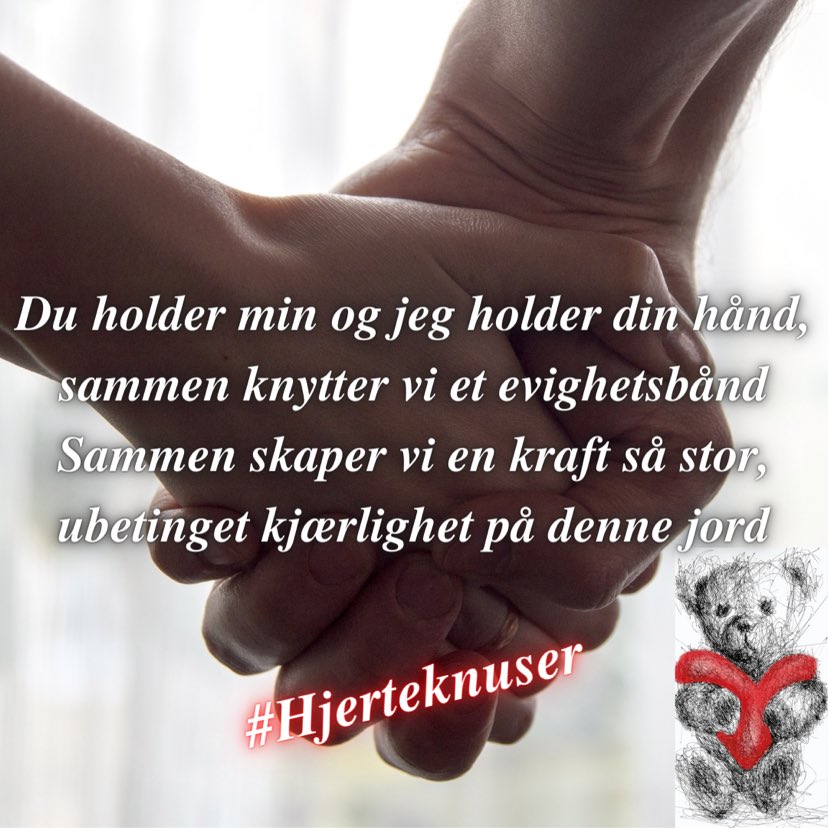 Du holder min og jeg holder din hånd,
sammen knytter vi et evighetsbånd
Sammen skaper vi en kraft så stor,
ubetinget kjærlighet på denne jord
#Hjerteknuser